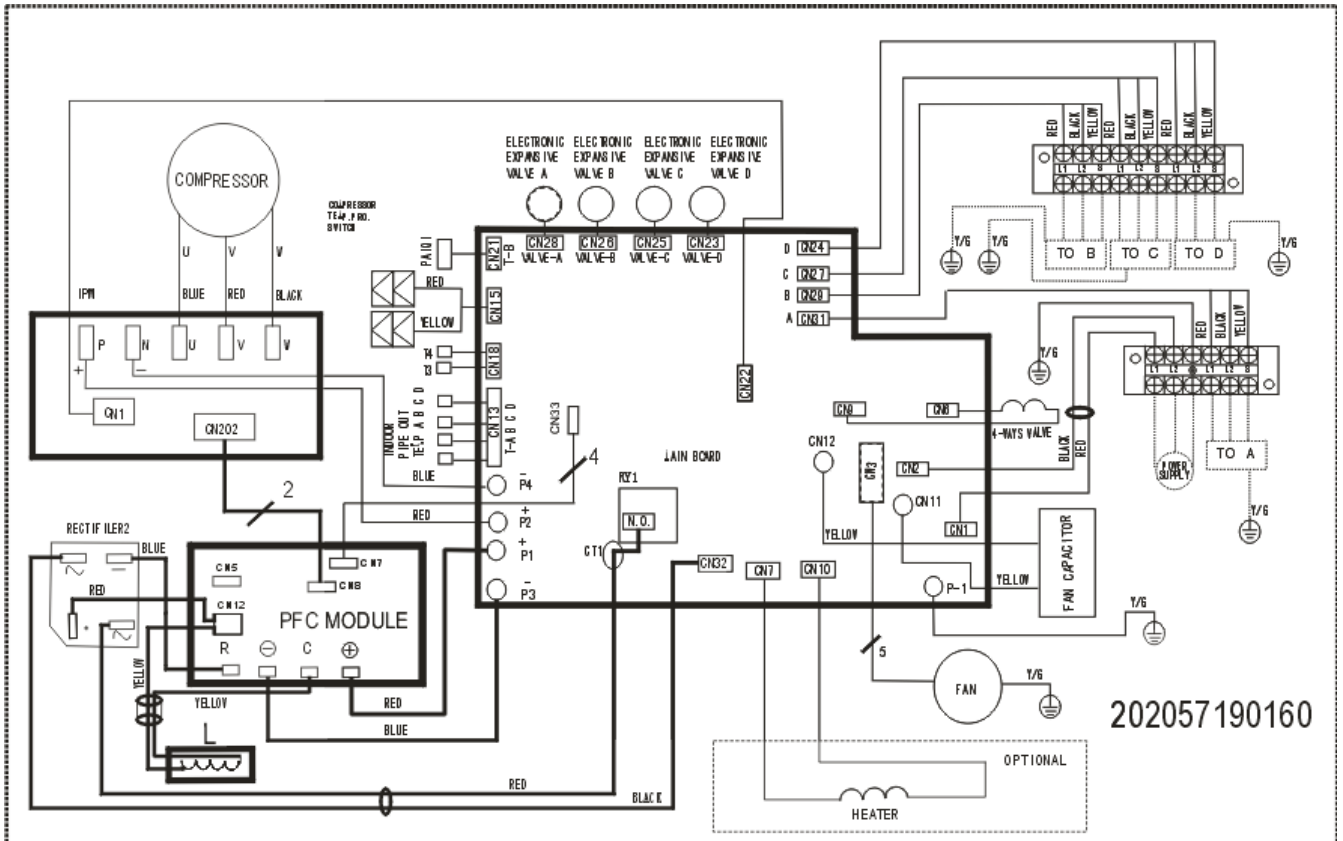 ELECTRONIC EXPANSIVE VALVE A
ELECTRONIC EXPANSIVE VALVE B
ELECTRONIC EXPANSIVE VALVE C
ELECTRONIC EXPANSIVE VALVE D
COMPRESSOR
COMPRESSOR
SWITCH
U
V
W
BLUE
RED
BLACK
IPM
P
N
U
V
W
+
−
CN1
CN202
PAIQI
CN21
T-B
RED
YELLOW
CN15
T4
T3
CN18
INDOOR
PIPE OUT
A B C D
CN13
T-A B C D
CN28
VALVE-A
CN26
VALVE-B
CN25
VALVE-C
CN23
VALVE-D
D CN24
C CN27
B CN29
A CN31
CN22
CN33
4
BLUE
RED
−
P4
+
P2
+
P1
−
P3
RY1
N.O.
CT1
CN32
CN7
CN10
CN12
CN3
CN9
CN6
4-WAYS VALVE
CN2
CN11
CN1
P-1
YELLOW
YELLOW
FAN CAPACITOR
Y/G
BLACK
RED
RED
BLACK
YELLOW
RED
BLACK
YELLOW
RED
BLACK
YELLOW
L1 L2 S L1 L2 S L1 L2 S
Y/G
Y/G
TO B
TO C
TO D
Y/G
RED
BLACK
YELLOW
L1 L2 L1 L2 S
POWER
SUPPLY
TO A
Y/G
2
RECTIFILER2
BLUE
RED
CN5
CN7
CN8
CN12
PFC MODULE
R
C
YELLOW
YELLOW
L
RED
BLUE
RED
BLACK
5
FAN
Y/G
Y/G
202057190160
OPTIONAL
HEATER